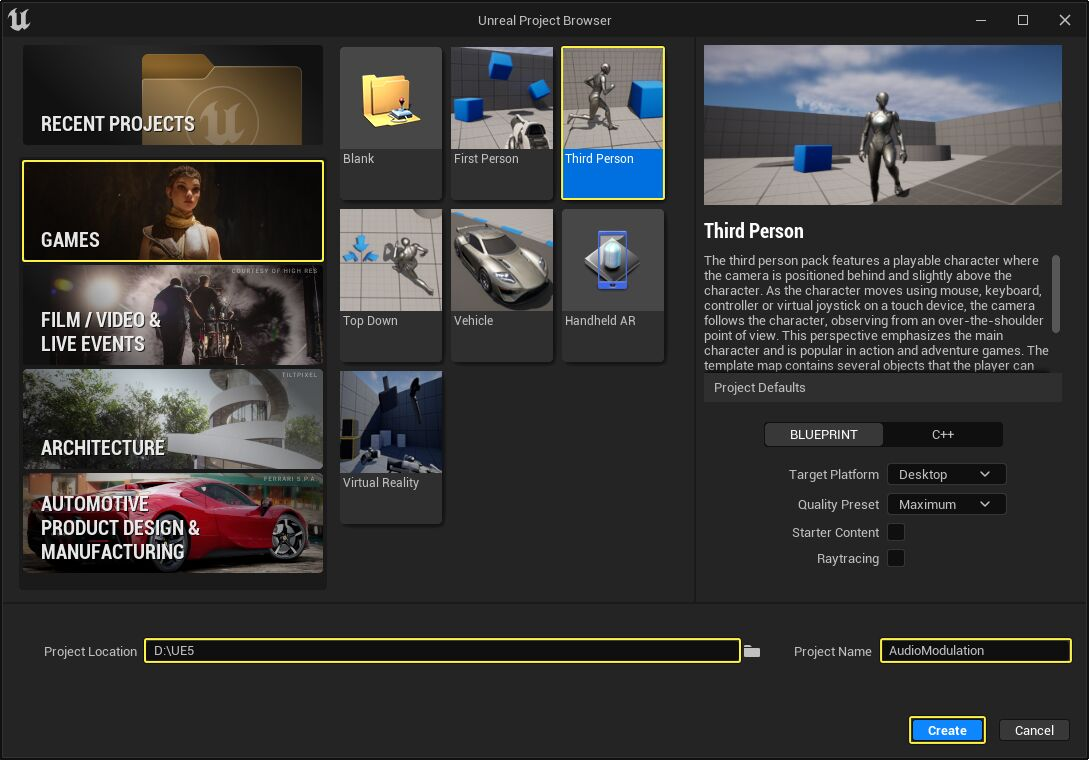 Unreal Project Browser
RECENT PROJECTS
GAMES
COURTESY OF HIGH RES
FILM / VIDEO &
LIVE EVENTS
TILTPIXEL
ARCHITECTURE
FERRARI S.P.A.
AUTOMOTIVE
PRODUCT DESIGN &
MANUFACTURING
Blank
First Person
Third Person
Top Down
Vehicle
Handheld AR
Virtual Reality
Third Person
The third person pack features a playable character where
the camera is positioned behind and slightly above the
character. As the character moves using mouse, keyboard,
controller or virtual joystick on a touch device, the camera
follows the character, observing from an over-the-shoulder
point of view. This perspective emphasizes the main
character and is popular in action and adventure games. The
template map contains several objects that the player can
Project Defaults
BLUEPRINT
C++
Target Platform
Desktop
Quality Preset
Maximum
Starter Content
Raytracing
Project Location
D:\UE5
Project Name
AudioModulation
Create
Cancel